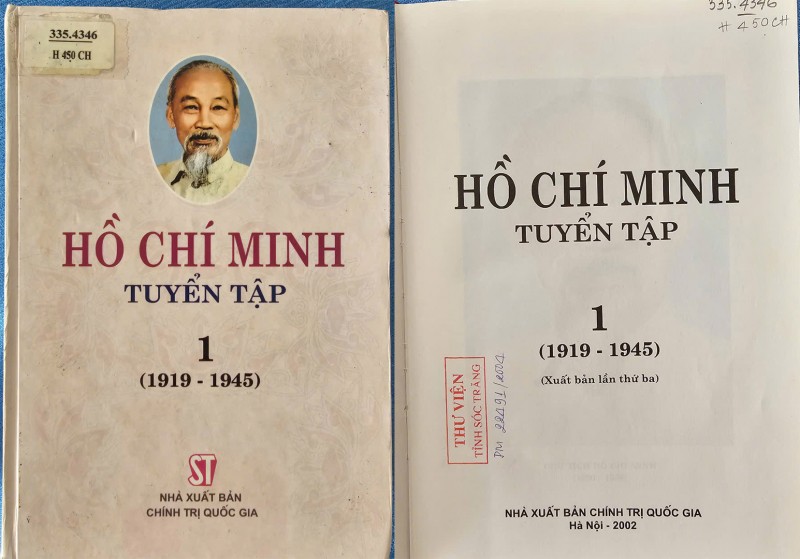 335.4346
H 450 CH
HỒ CHÍ MINH
TUYỂN TẬP
1
(1919 - 1945)
ST
NHÀ XUẤT BẢN
CHÍNH TRỊ QUỐC GIA
335.4346
H 450 CH
HỒ CHÍ MINH
TUYỂN TẬP
1
(1919 - 1945)
(Xuất bản lần thứ ba)
THƯ VIỆN
TỈNH SÓC TRĂNG
NHÀ XUẤT BẢN CHÍNH TRỊ QUỐC GIA
Hà Nội - 2002